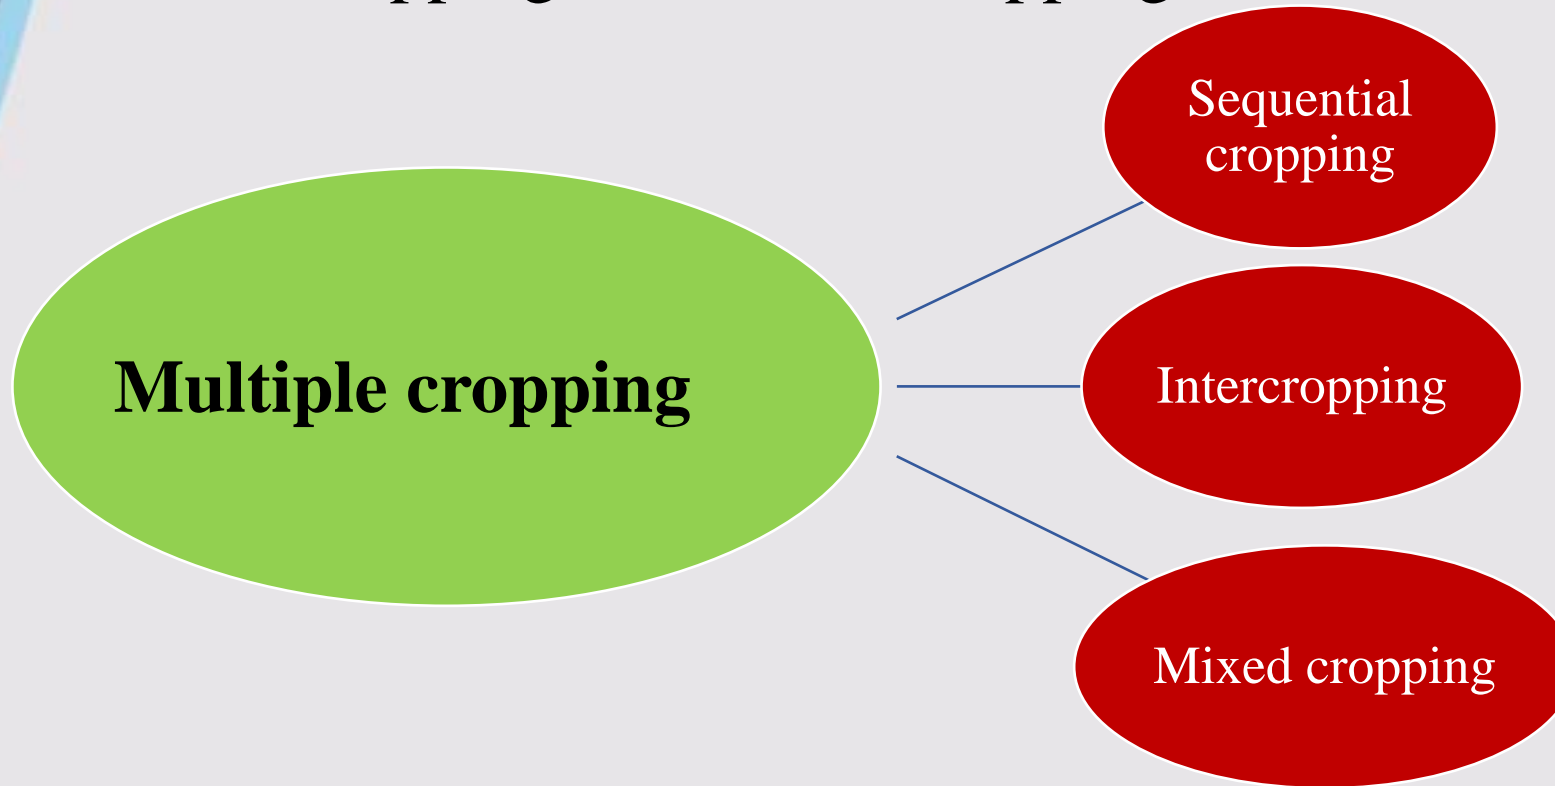 Sequential
cropping
Multiple cropping
Intercropping
Mixed cropping